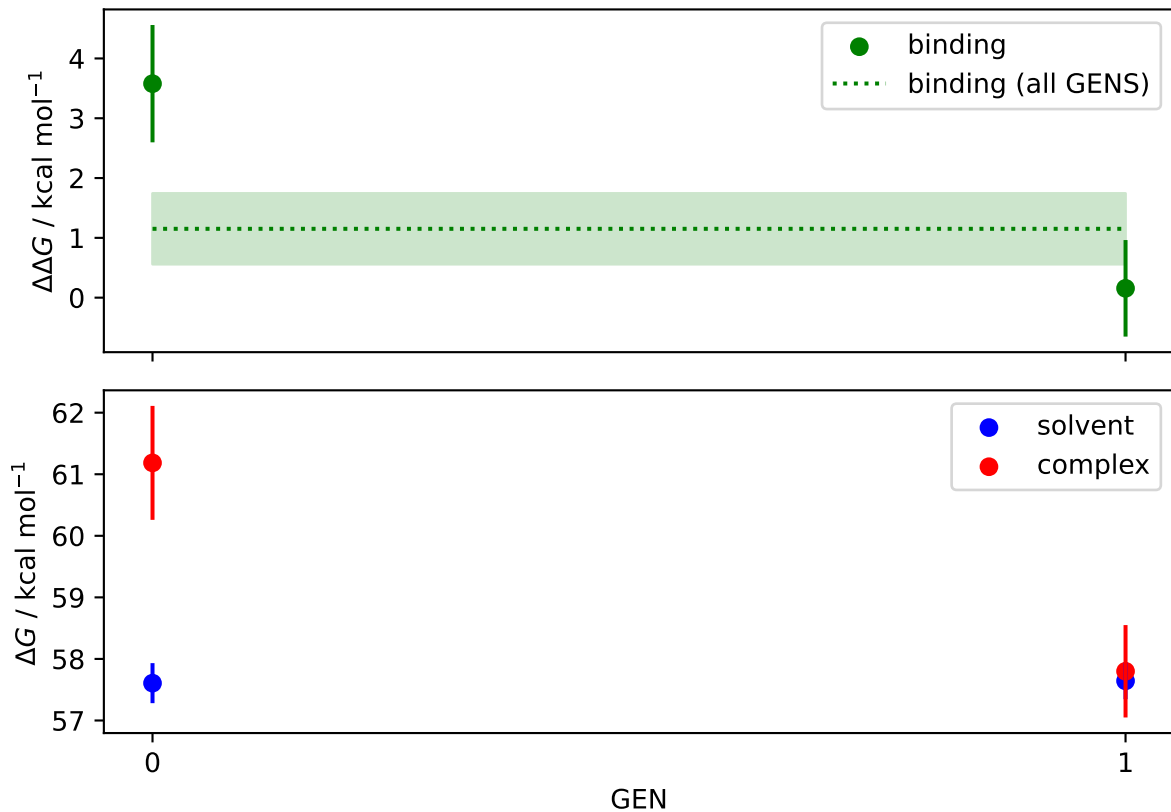 ΔΔG / kcal mol⁻¹
4
3
2
1
0
binding
binding (all GENS)
ΔG / kcal mol⁻¹
62
61
60
59
58
57
solvent
complex
0
1
GEN